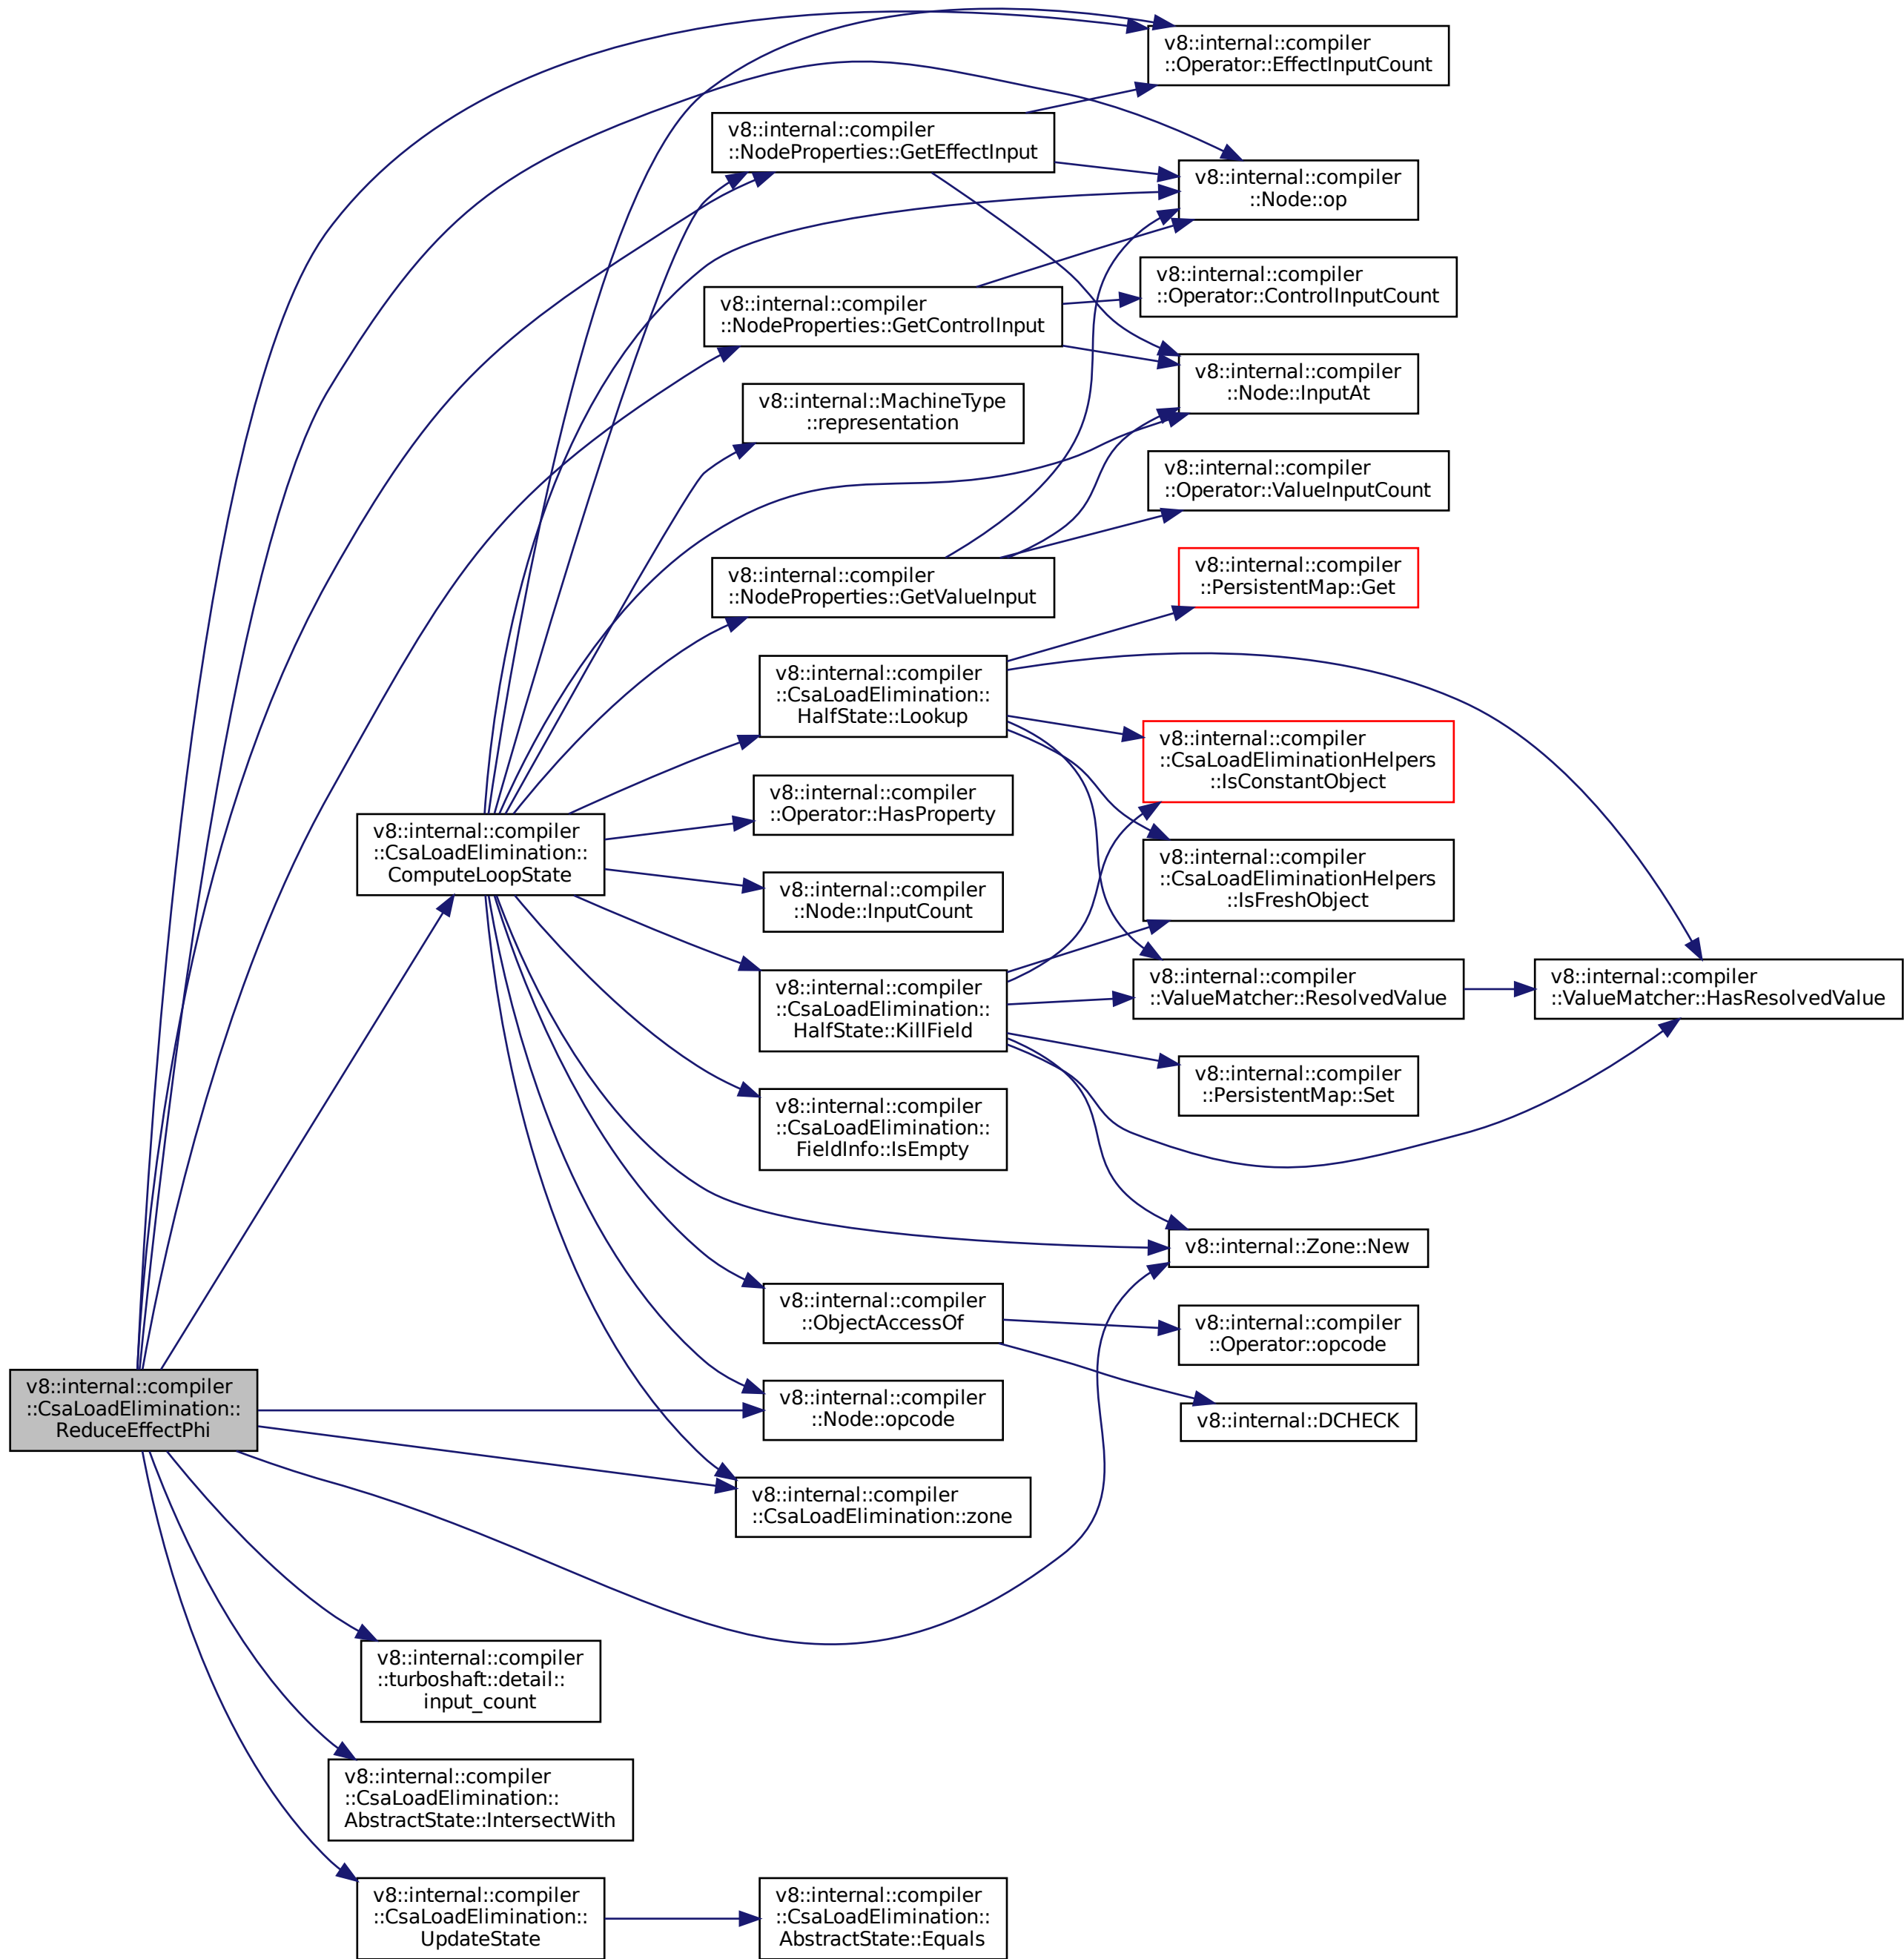 v8::internal::compiler
::Operator::EffectInputCount
v8::internal::compiler
::NodeProperties::GetEffectInput
v8::internal::compiler
::Node::op
v8::internal::compiler
::Operator::ControlInputCount
v8::internal::compiler
::NodeProperties::GetControlInput
v8::internal::compiler
::Node::InputAt
v8::internal::MachineType
::representation
v8::internal::compiler
::Operator::ValueInputCount
v8::internal::compiler
::NodeProperties::GetValueInput
v8::internal::compiler
::PersistentMap::Get
v8::internal::compiler
::CsaLoadElimination::
HalfState::Lookup
v8::internal::compiler
::CsaLoadEliminationHelpers
::IsConstantObject
v8::internal::compiler
::Operator::HasProperty
v8::internal::compiler
::CsaLoadElimination::
ComputeLoopState
v8::internal::compiler
::CsaLoadEliminationHelpers
::IsFreshObject
v8::internal::compiler
::Node::InputCount
v8::internal::compiler
::CsaLoadElimination::
HalfState::KillField
v8::internal::compiler
::ValueMatcher::ResolvedValue
v8::internal::compiler
::ValueMatcher::HasResolvedValue
v8::internal::compiler
::PersistentMap::Set
v8::internal::compiler
::CsaLoadElimination::
FieldInfo::IsEmpty
v8::internal::Zone::New
v8::internal::compiler
::ObjectAccessOf
v8::internal::compiler
::Operator::opcode
v8::internal::compiler
::CsaLoadElimination::
ReduceEffectPhi
v8::internal::compiler
::Node::opcode
v8::internal::DCHECK
v8::internal::compiler
::CsaLoadElimination::zone
v8::internal::compiler
::turboshaft::detail::
input_count
v8::internal::compiler
::CsaLoadElimination::
AbstractState::IntersectWith
v8::internal::compiler
::CsaLoadElimination::
UpdateState
v8::internal::compiler
::CsaLoadElimination::
AbstractState::Equals